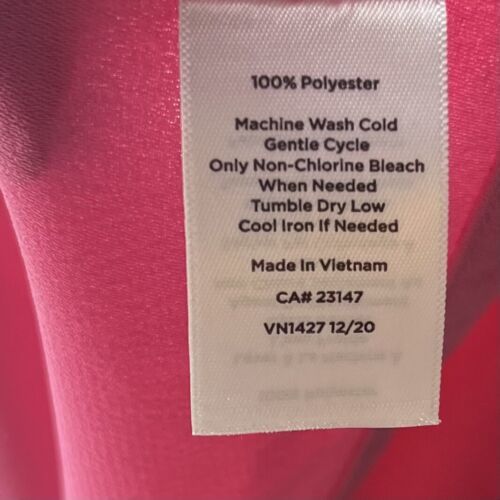 100% Polyester
Machine Wash Cold
Gentle Cycle
Only Non-Chlorine Bleach
When Needed
Tumble Dry Low
Cool Iron If Needed
Made In Vietnam
CA# 23147
VN1427 12/20